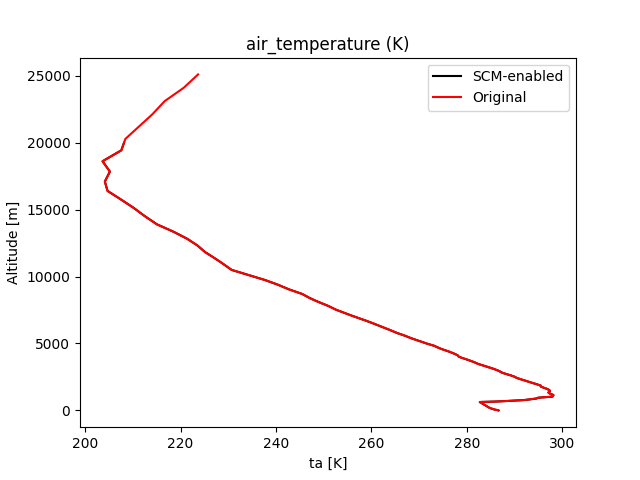 air_temperature (K)
SCM-enabled
Original
25000
20000
15000
10000
5000
0
Altitude [m]
200 220 240 260 280 300
ta [K]